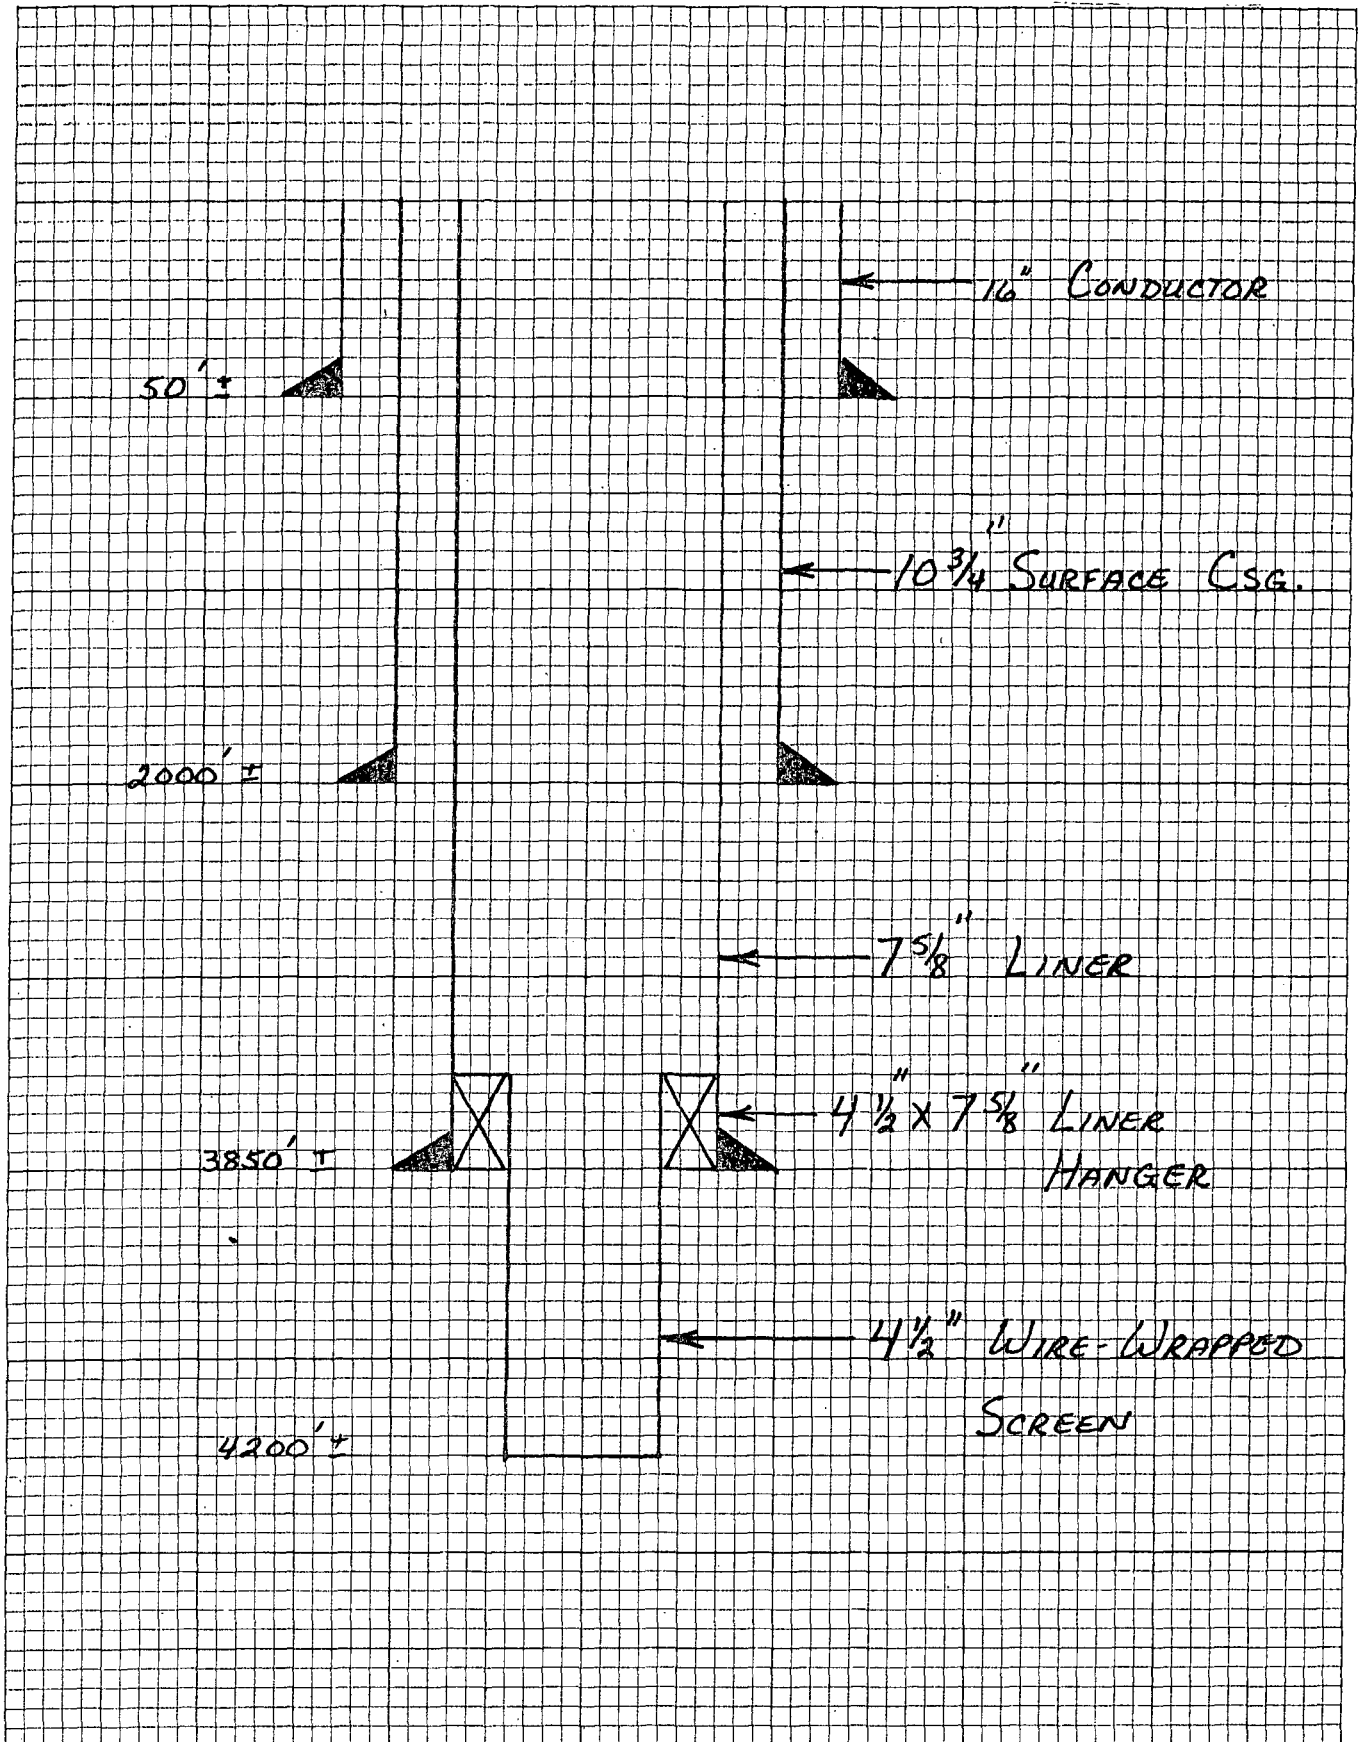 16" CONDUCTOR
50' ±
10 3/4" SURFACE CSG.
2000' ±
7 5/8" LINER
4 1/2" X 7 5/8" LINER
HANGER
3850' ±
4 1/2" WIRE-WRAPPED
SCREEN
4200' ±